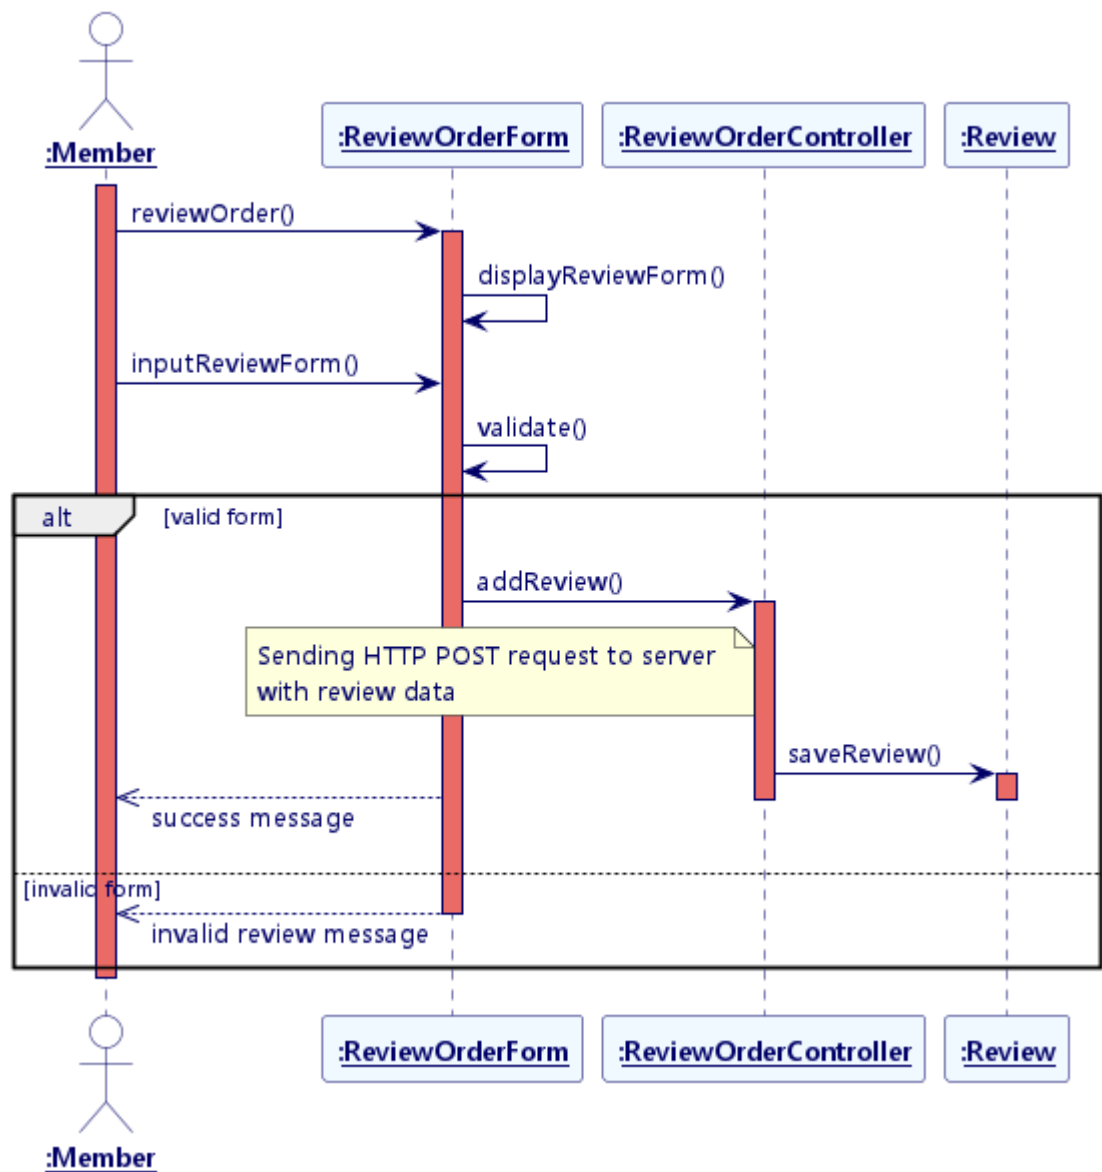 :Member
:ReviewOrderForm
:ReviewOrderController
:Review
reviewOrder()
displayReviewForm()
inputReviewForm()
validate()
alt
[valid form]
addReview()
Sending HTTP POST request to server
with review data
saveReview()
success message
[invalid form]
invalid review message
:ReviewOrderForm
:ReviewOrderController
:Review
:Member